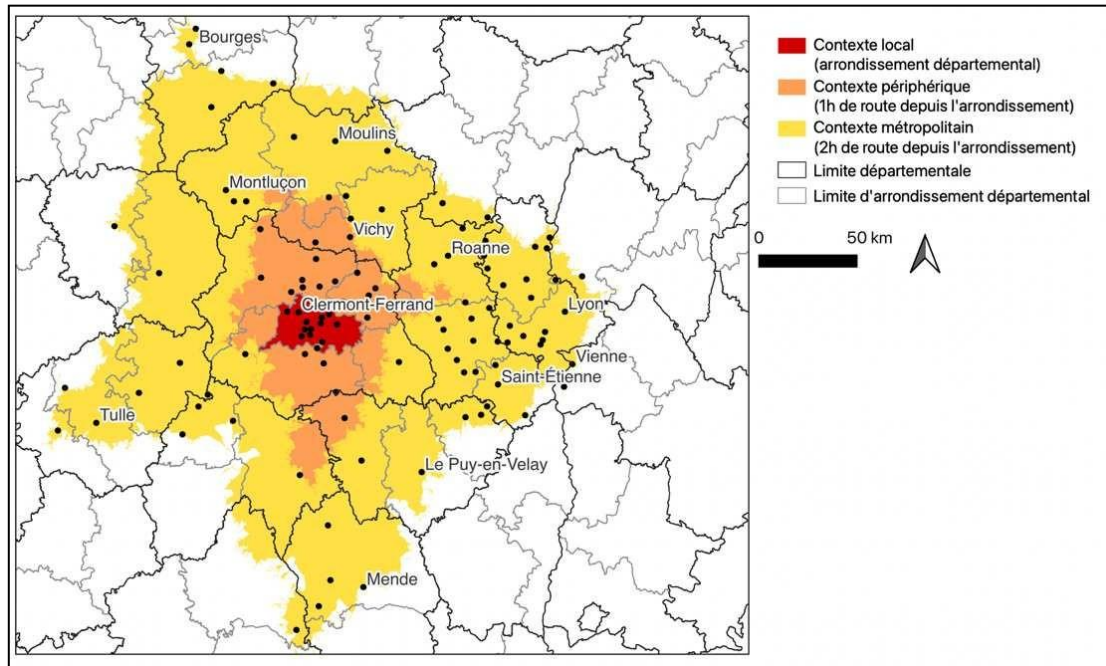 Bourges
Moulins
Montluçon
Vichy
Roanne
Clermont-Ferrand
Lyon
Vienne
Saint-Étienne
Tulle
Le Puy-en-Velay
Mende
Contexte local
(arrondissement départemental)
Contexte périphérique
(1h de route depuis l'arrondissement)
Contexte métropolitain
(2h de route depuis l'arrondissement)
Limite départementale
Limite d'arrondissement départemental
0 50 km